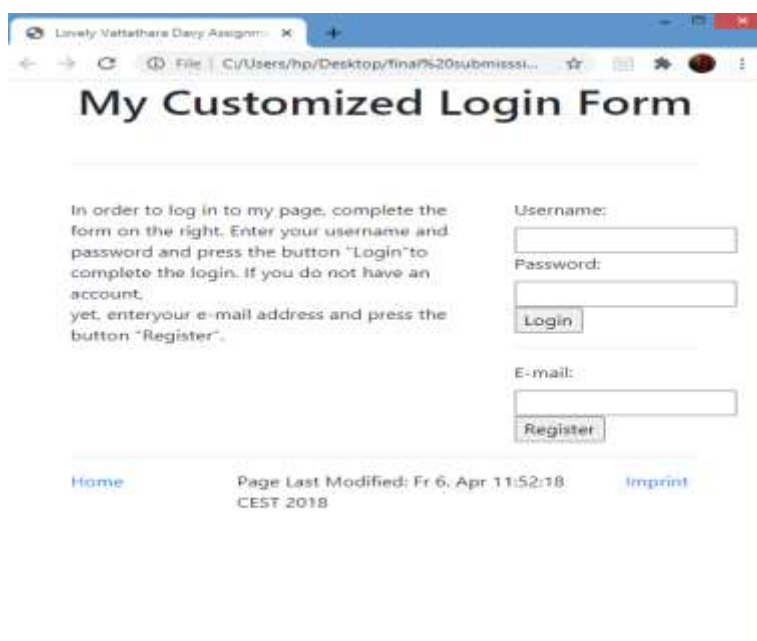 Lovely Vattathara Davy Assignm
File | C:/Users/hp/Desktop/final%20submisssi...
My Customized Login Form
In order to log in to my page, complete the
form on the right. Enter your username and
password and press the button "Login"to
complete the login. If you do not have an
account,
yet, enteryour e-mail address and press the
button "Register".
Username:
Password:
Login
E-mail:
Register
Home
Page Last Modified: Fr 6. Apr 11:52:18
CEST 2018
Imprint